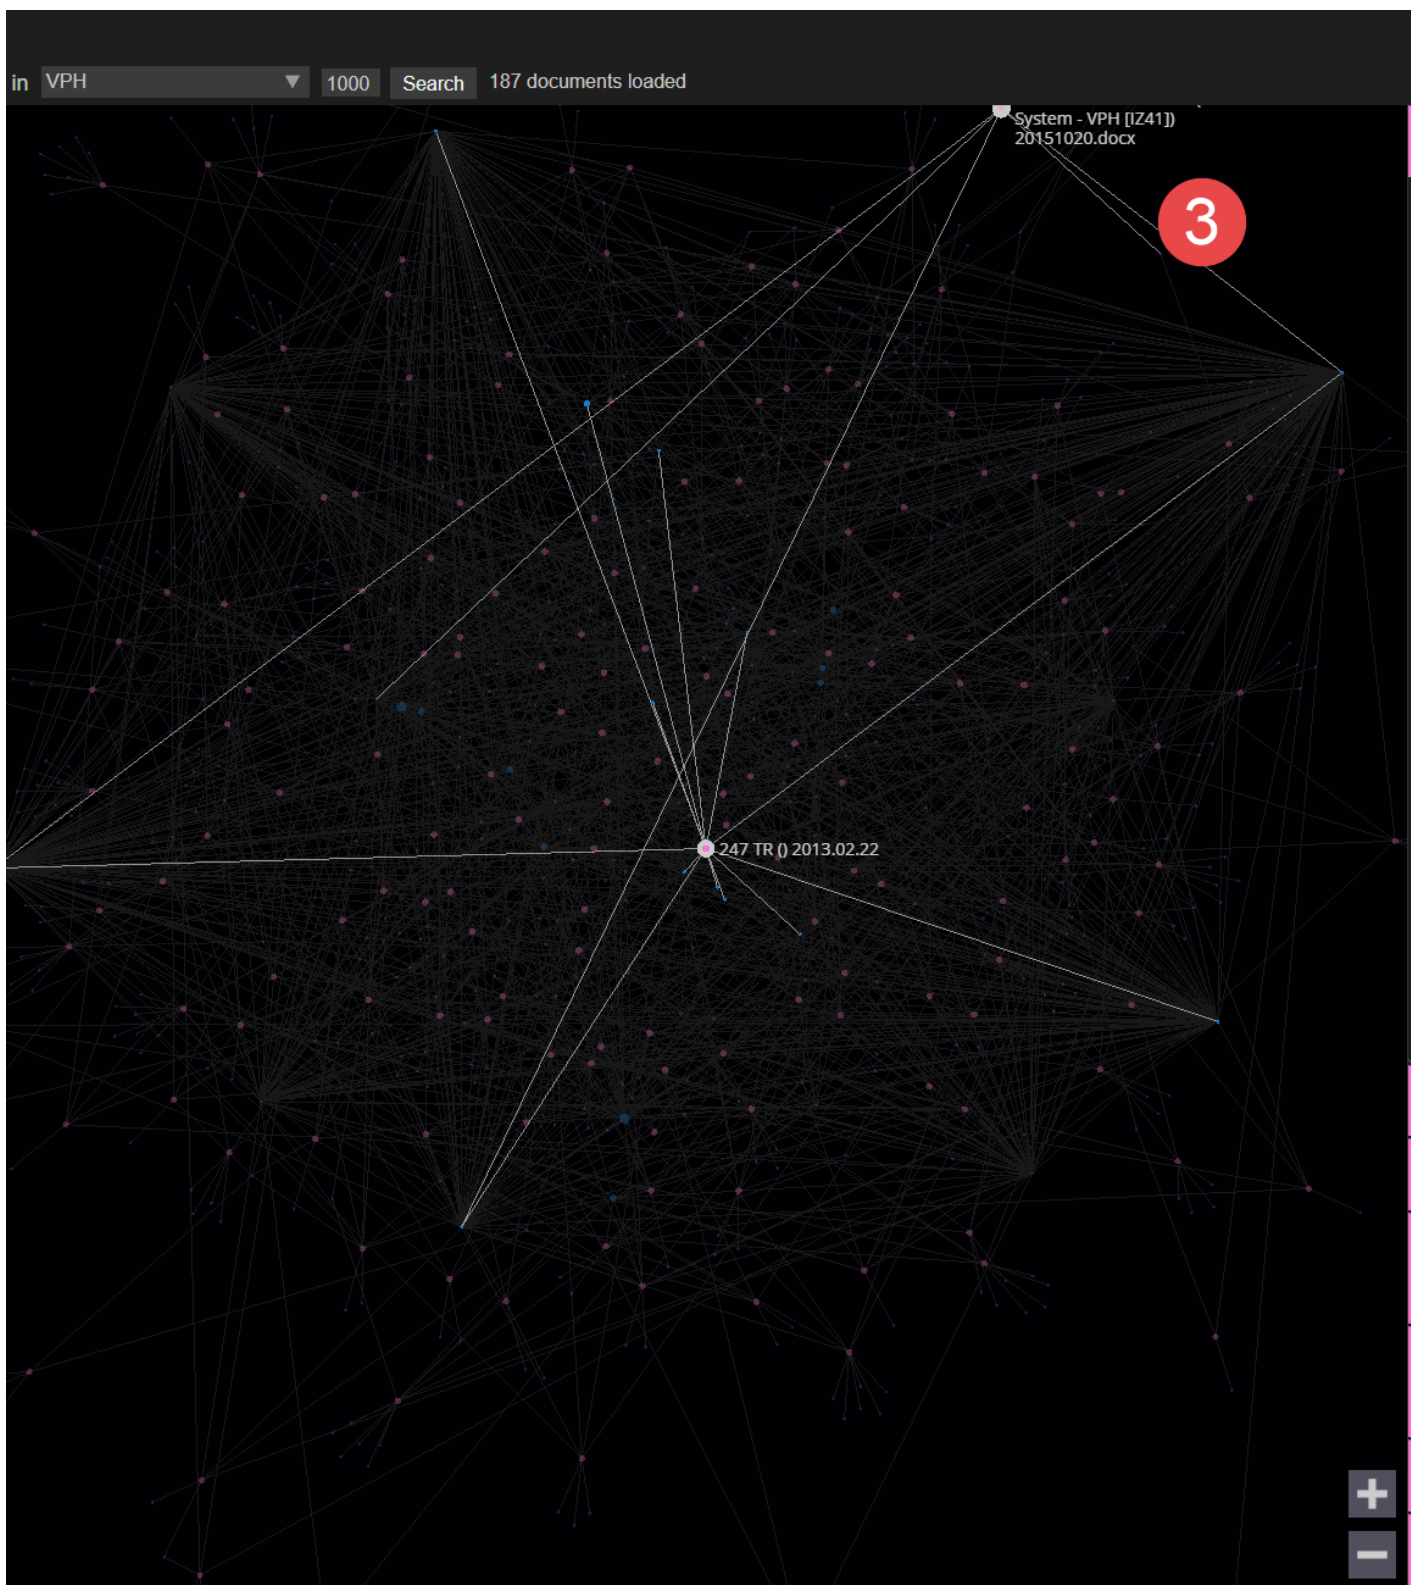 in VPH 1000 Search 187 documents loaded
System - VPH [IZ41])
20151020.docx
3
247 TR () 2013.02.22